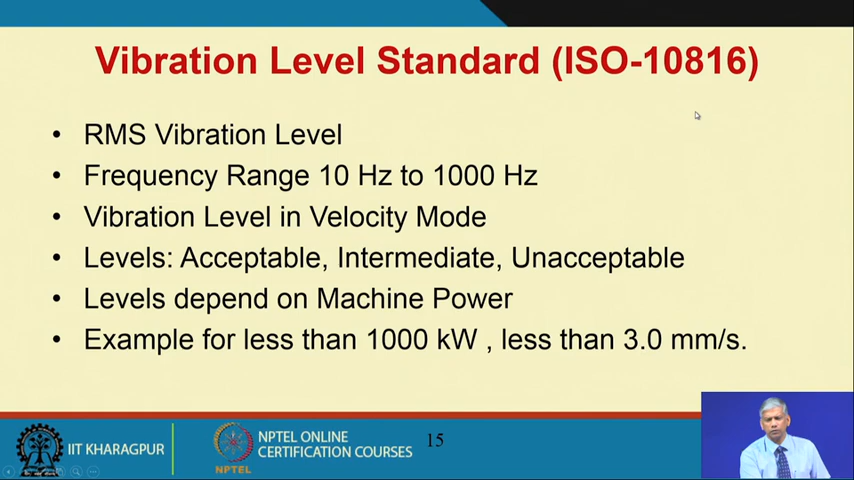 Vibration Level Standard (ISO-10816)
• RMS Vibration Level
• Frequency Range 10 Hz to 1000 Hz
• Vibration Level in Velocity Mode
• Levels: Acceptable, Intermediate, Unacceptable
• Levels depend on Machine Power
• Example for less than 1000 kW , less than 3.0 mm/s.
IIT KHARAGPUR
NPTEL
NPTEL ONLINE
CERTIFICATION COURSES
15